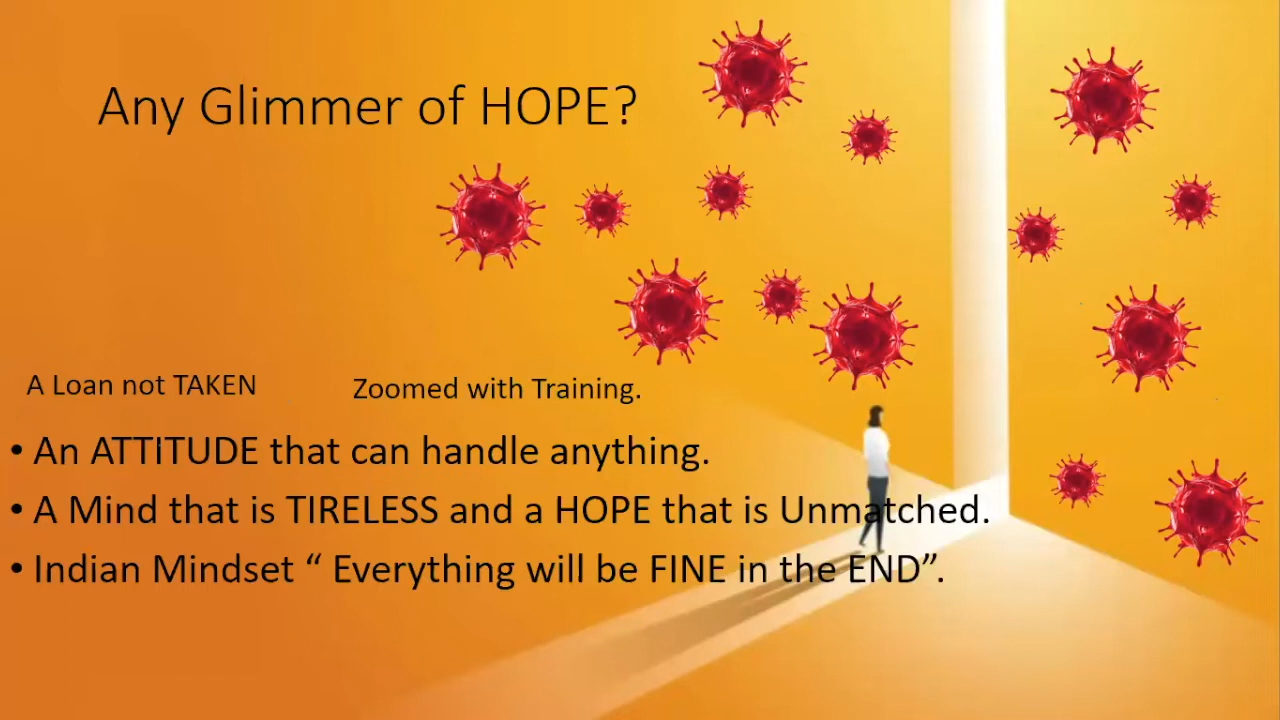 Any Glimmer of HOPE?
A Loan not TAKEN
Zoomed with Training.
• An ATTITUDE that can handle anything.
• A Mind that is TIRELESS and a HOPE that is Unmatched.
• Indian Mindset “ Everything will be FINE in the END”.